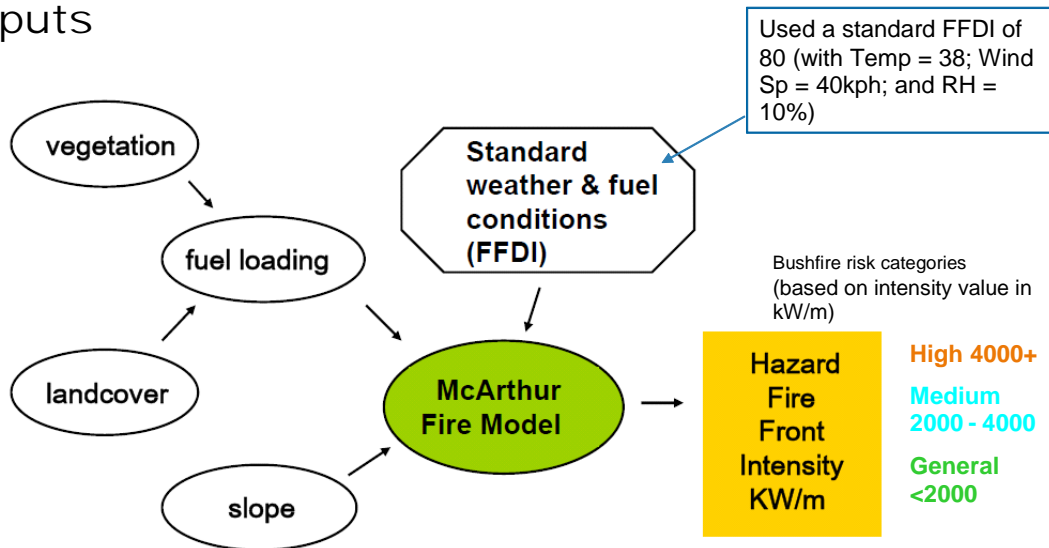 puts
Used a standard FFDI of
80 (with Temp = 38; Wind
Sp = 40kph; and RH =
10%)
vegetation
Standard
weather & fuel
conditions
(FFDI)
fuel loading
Bushfire risk categories
(based on intensity value in
kW/m)
landcover
McArthur
Fire Model
Hazard
Fire
Front
Intensity
KW/m
High 4000+
Medium
2000 - 4000
General
<2000
slope